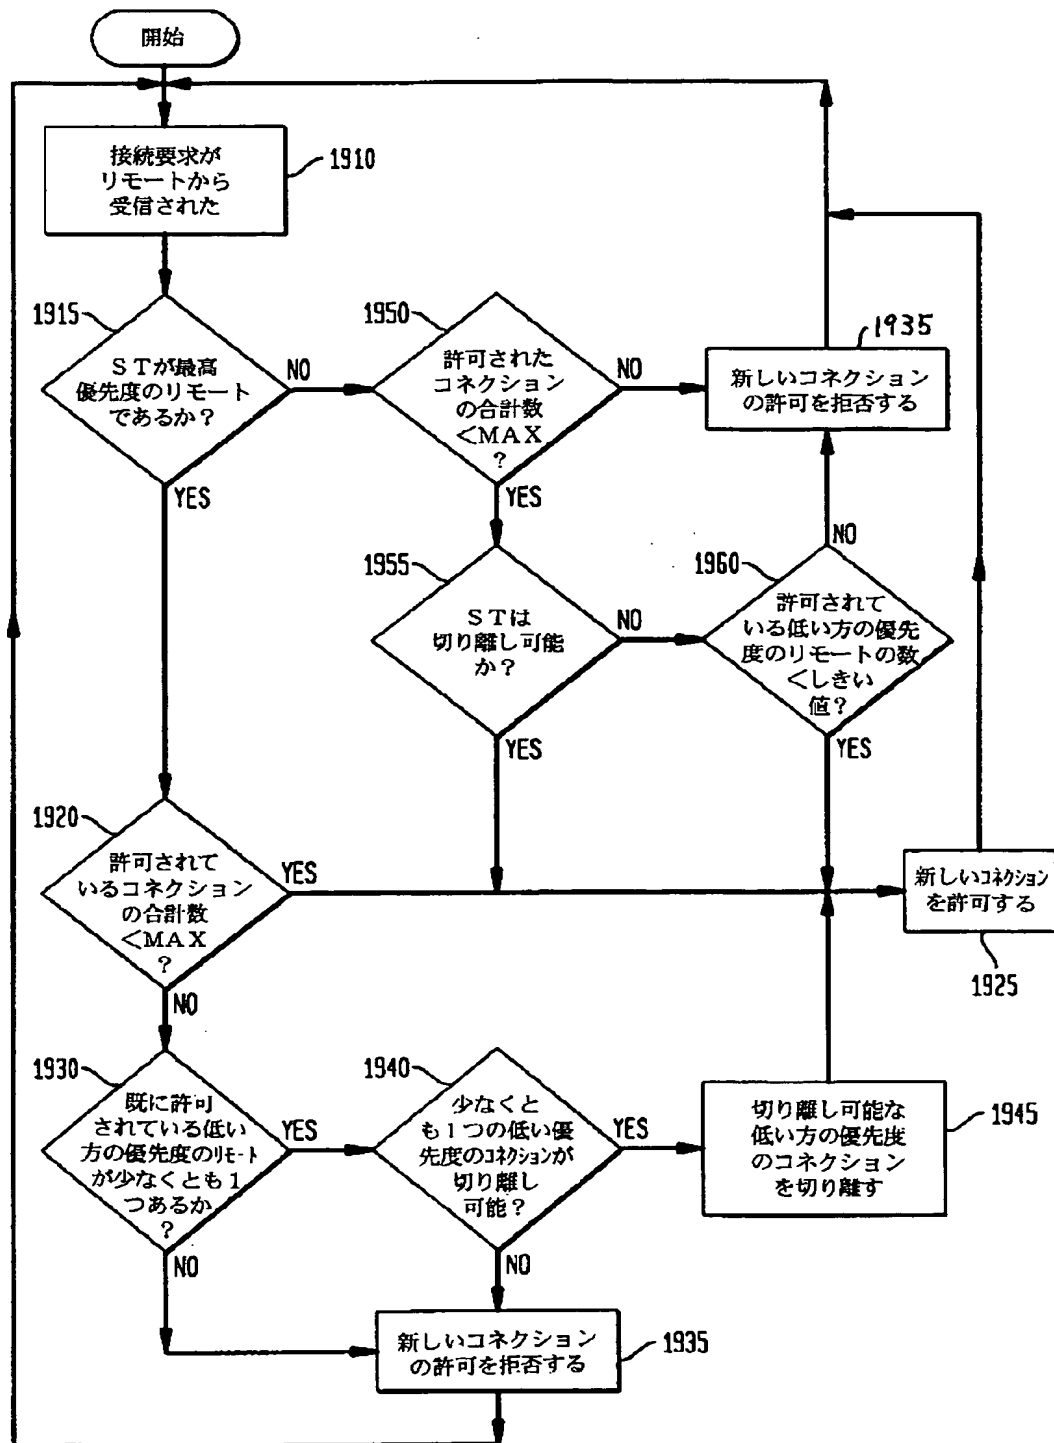 開始
接続要求が
リモートから
受信された
1910
1915
STが最高
優先度のリモート
であるか?
NO
YES
1950
許可された
コネクション
の合計数
<MAX
?
NO
YES
1935
新しいコネクション
の許可を拒否する
1955
STは
切り離し可能
か?
NO
YES
1960
NO
許可されて
いる低い方の優先
度のリモートの数
<しきい
値?
YES
1920
許可されて
いるコネクション
の合計数
<MAX
?
YES
NO
新しいコネクション
を許可する
1925
1930
既に許可
されている低い
方の優先度のリモート
が少なくとも1
つあるか
?
YES
NO
1940
少なくと
も1つの低い優
先度のコネクションが
切り離し
可能?
YES
NO
切り離し可能な
低い方の優先度
のコネクション
を切り離す
1945
新しいコネクション
の許可を拒否する
1935